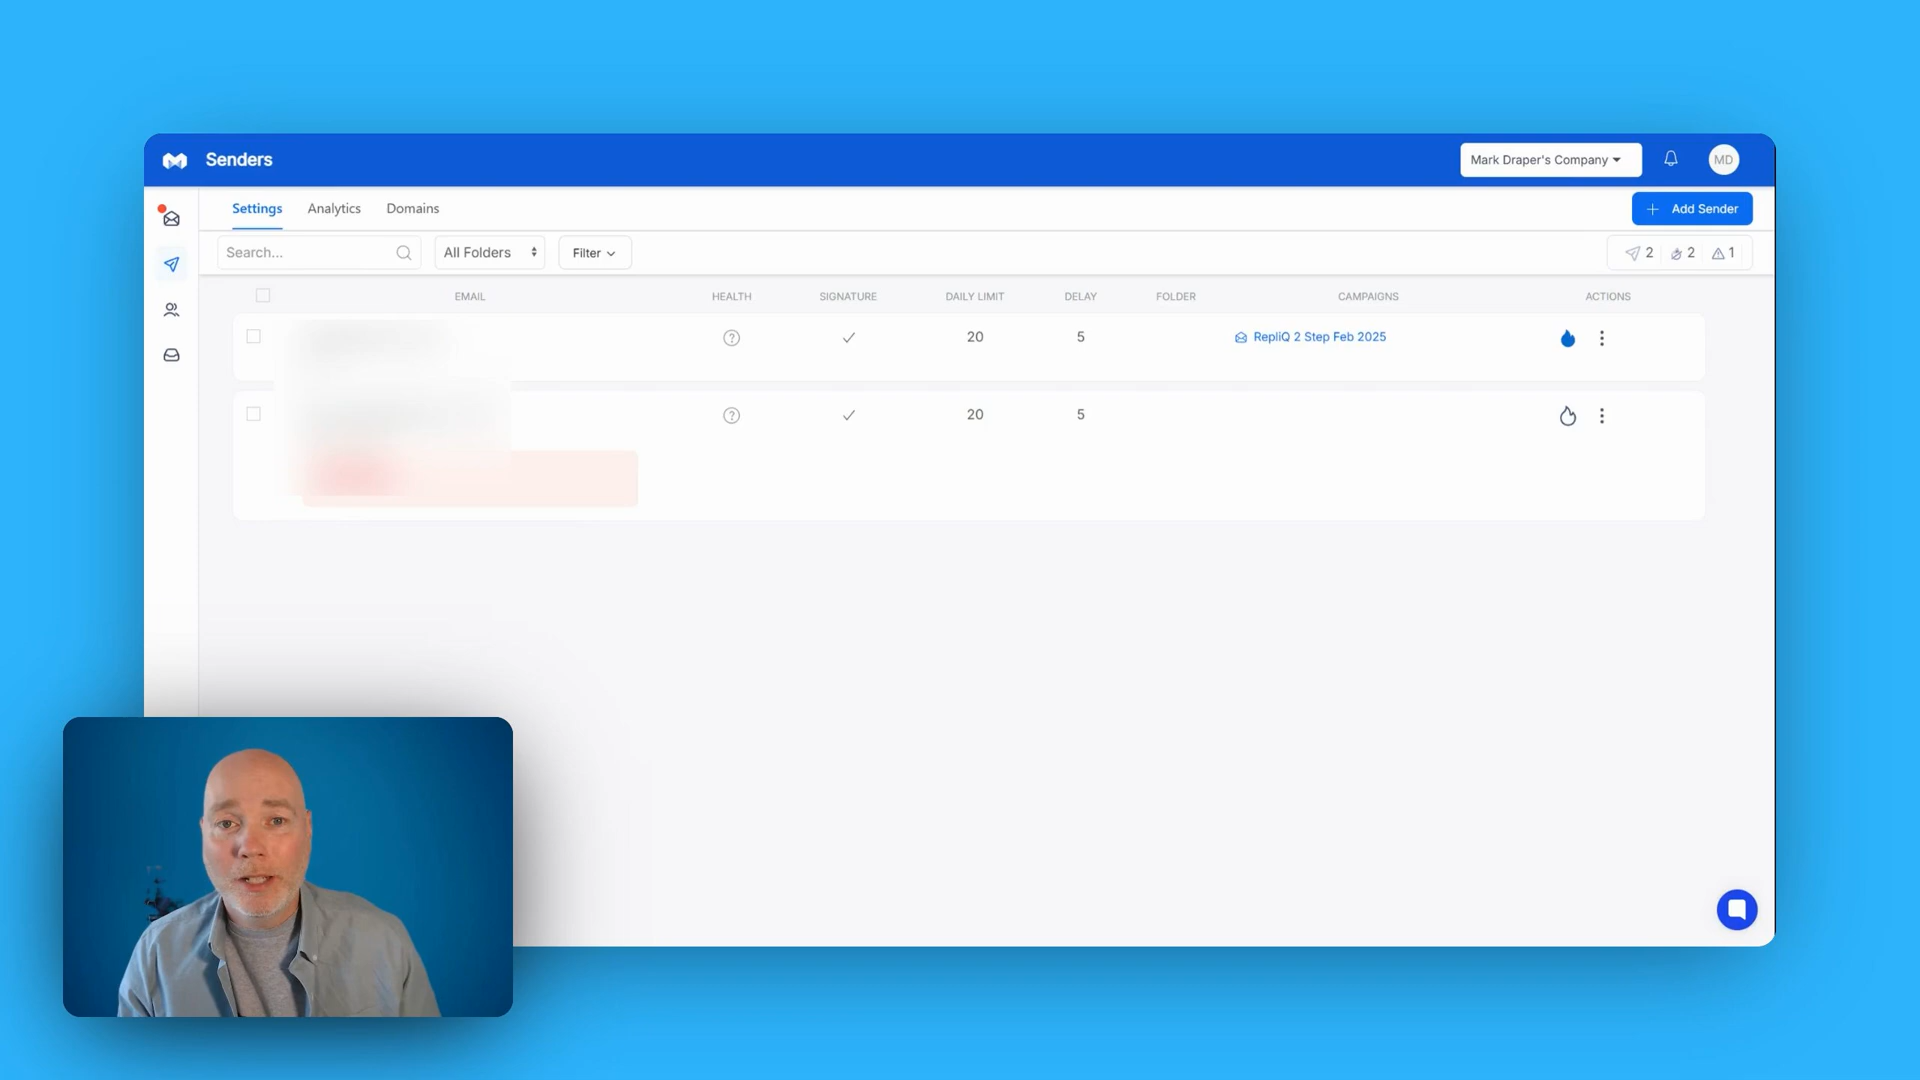 Senders
Mark Draper's Company
MD
Settings Analytics Domains
Add Sender
Search...
All Folders
Filter
2 2 1
EMAIL HEALTH SIGNATURE DAILY LIMIT DELAY FOLDER CAMPAIGNS ACTIONS
20 5 RepliQ 2 Step Feb 2025
20 5